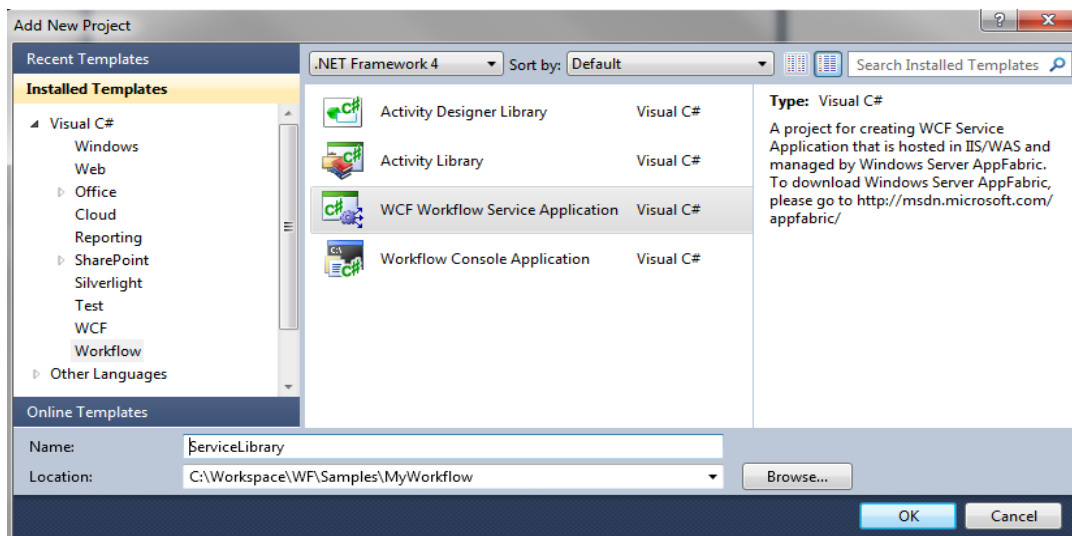 Add New Project
?
X
Recent Templates
Installed Templates
Visual C#
Windows
Web
Office
Cloud
Reporting
SharePoint
Silverlight
Test
WCF
Workflow
Other Languages
Online Templates
.NET Framework 4
Sort by: Default
Search Installed Templates
C# Activity Designer Library Visual C#
C# Activity Library Visual C#
C# WCF Workflow Service Application Visual C#
C:\ C# Workflow Console Application Visual C#
Type: Visual C#
A project for creating WCF Service
Application that is hosted in IIS/WAS and
managed by Windows Server AppFabric.
To download Windows Server AppFabric,
please go to http://msdn.microsoft.com/
appfabric/
Name: ServiceLibrary
Location: C:\Workspace\WF\Samples\MyWorkflow
Browse...
OK Cancel